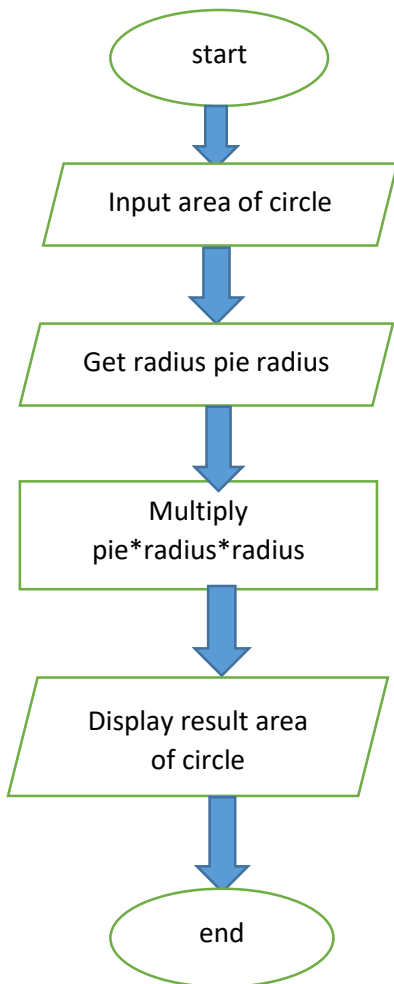 start
Input area of circle
Get radius pie radius
Multiply
pie*radius*radius
Display result area
of circle
end